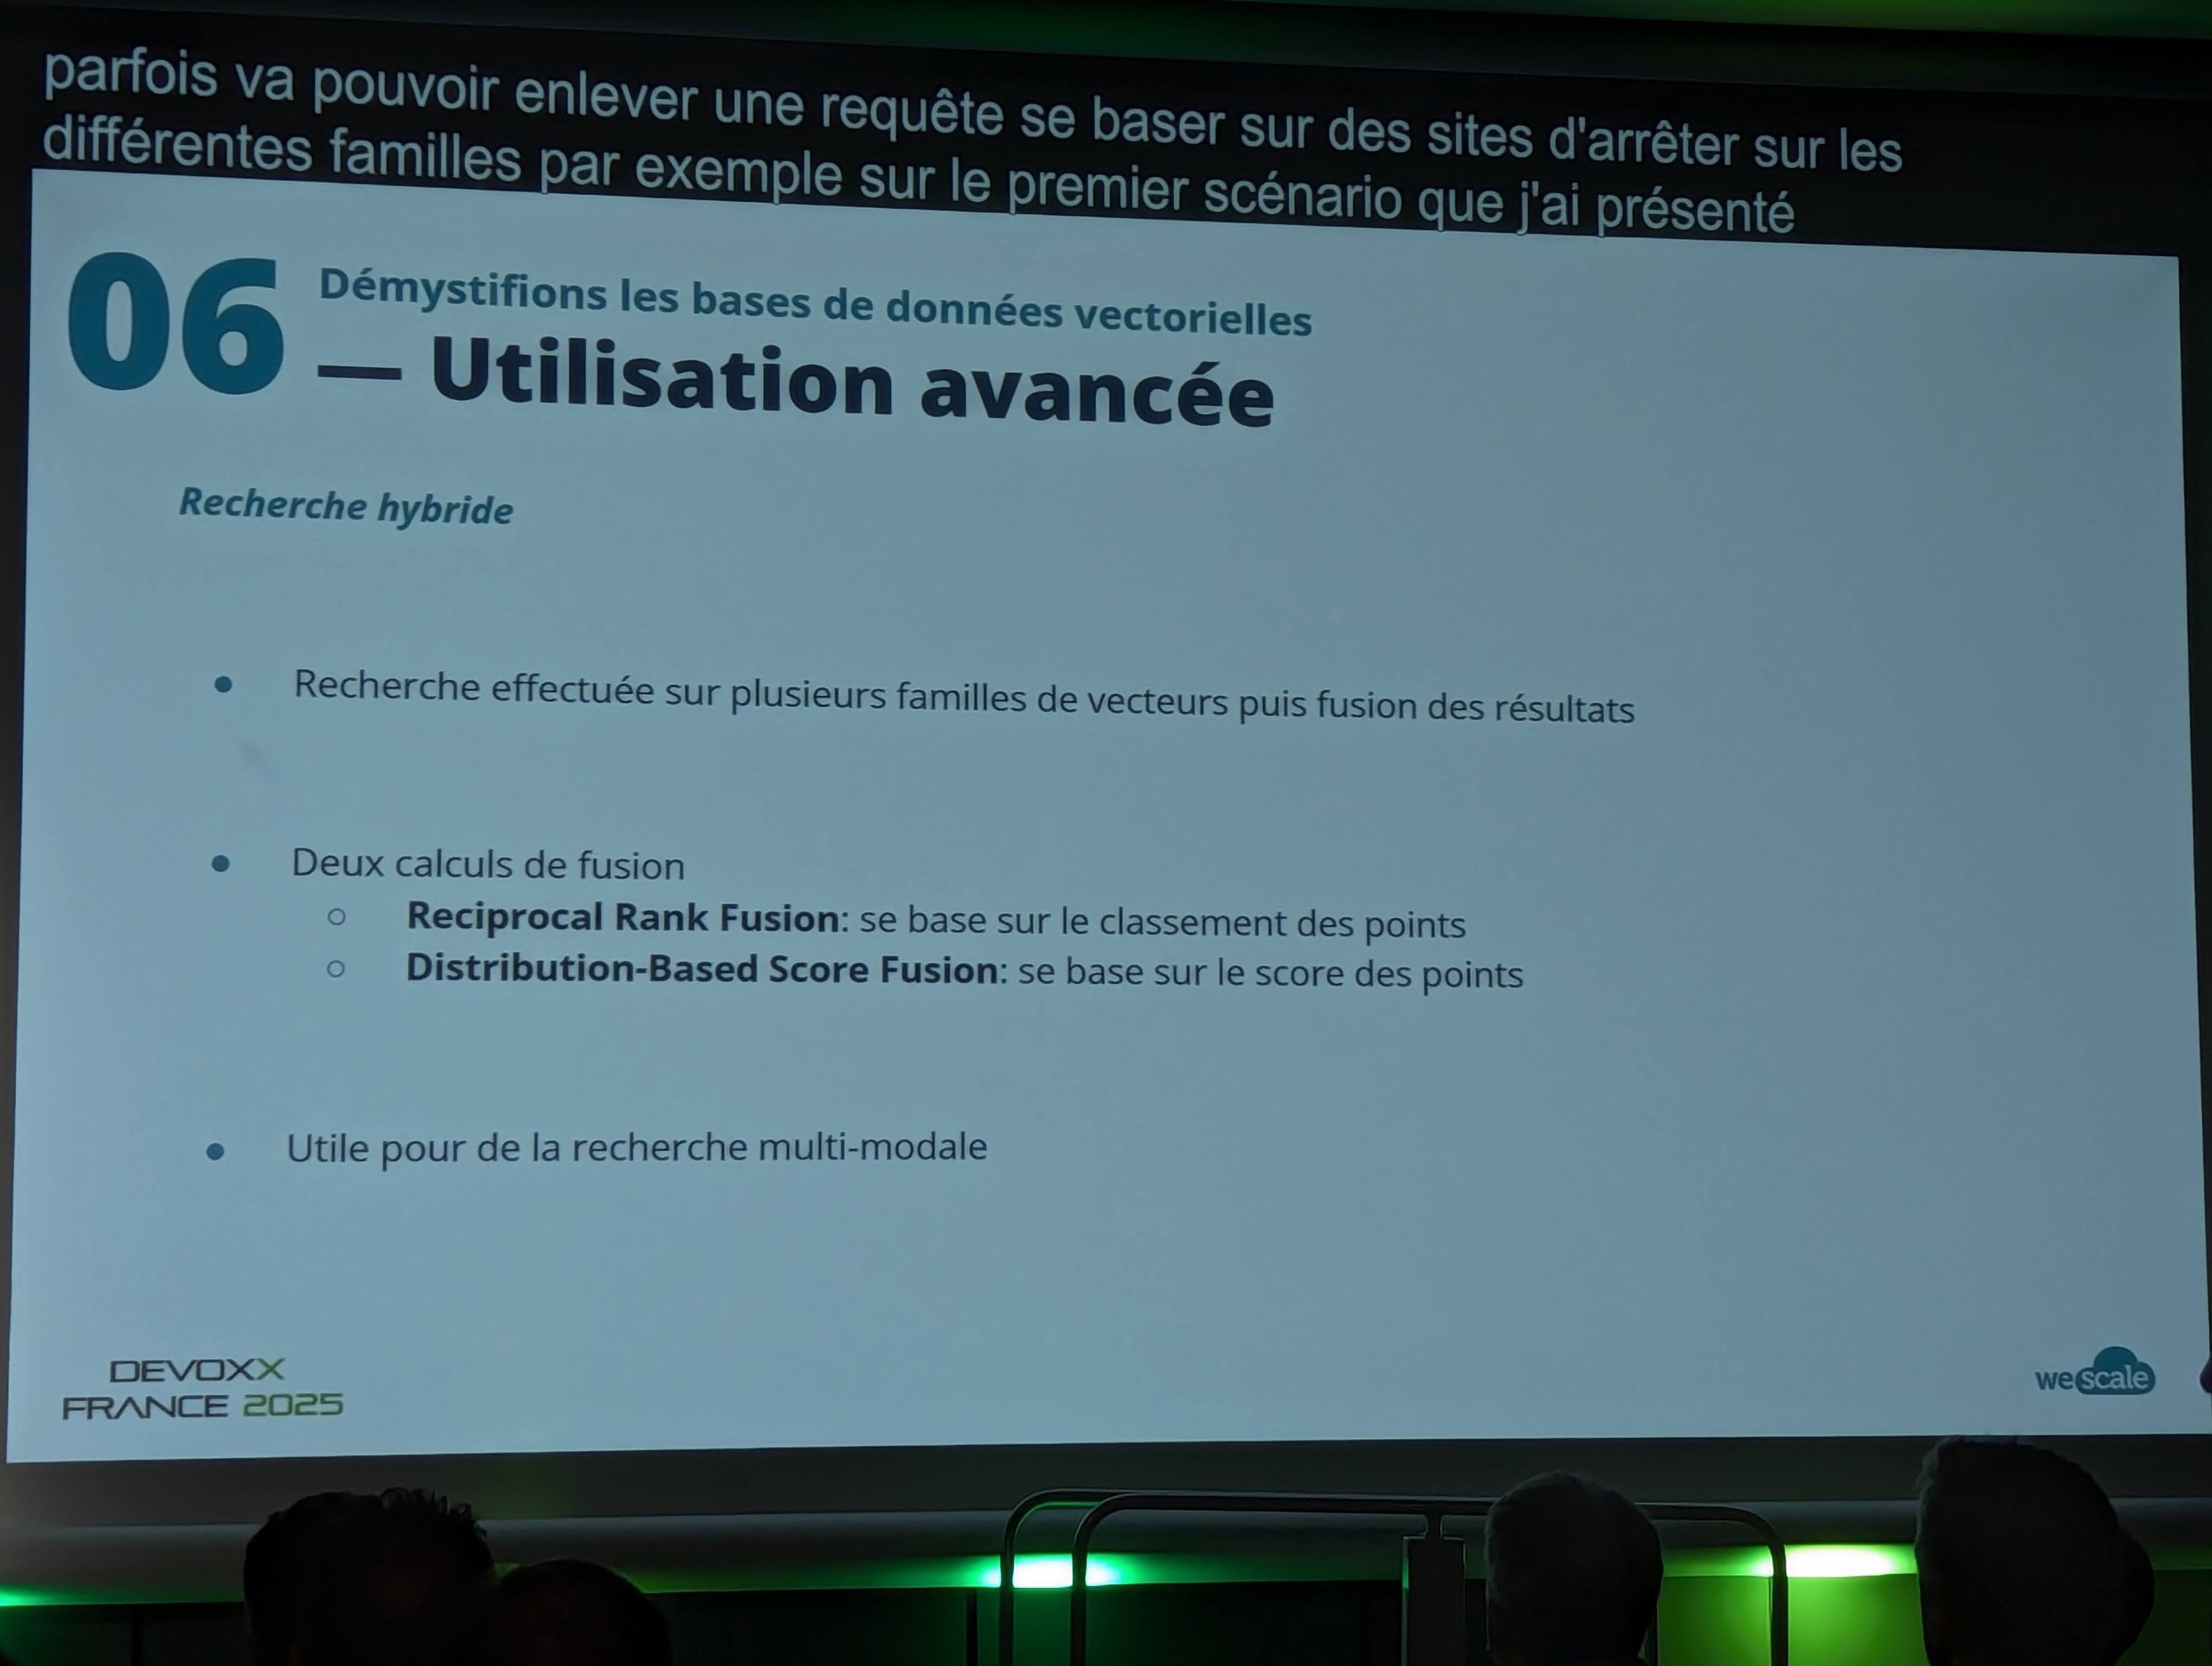 parfois va pouvoir enlever une requête se baser sur des sites d'arrêter sur les
différentes familles par exemple sur le premier scénario que j'ai présenté
06
Démystifions les bases de données vectorielles
— Utilisation avancée
Recherche hybride
● Recherche effectuée sur plusieurs familles de vecteurs puis fusion des résultats
● Deux calculs de fusion
○ Reciprocal Rank Fusion: se base sur le classement des points
○ Distribution-Based Score Fusion: se base sur le score des points
● Utile pour de la recherche multi-modale
DEVOXX
FRANCE 2025
wescale